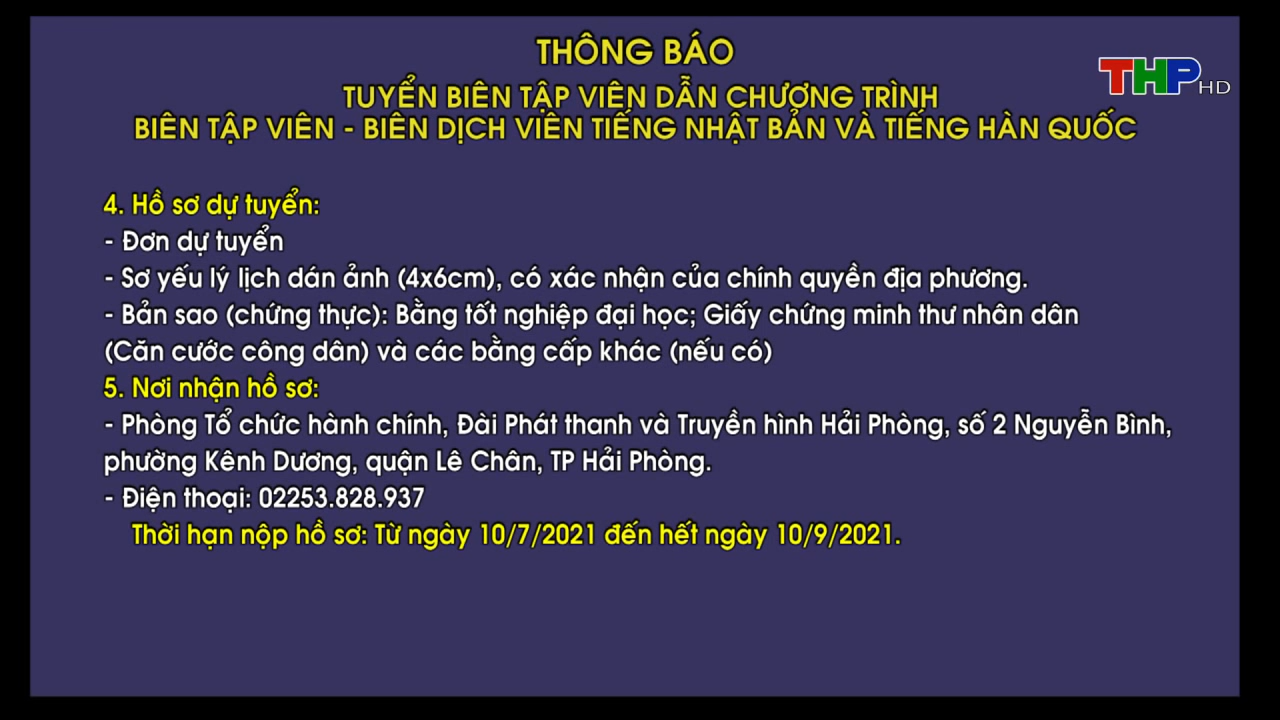 THÔNG BÁO
THP HD
TUYỂN BIÊN TẬP VIÊN DẪN CHƯƠNG TRÌNH
BIÊN TẬP VIÊN - BIÊN DỊCH VIÊN TIẾNG NHẬT BẢN VÀ TIẾNG HÀN QUỐC
4. Hồ sơ dự tuyển:
- Đơn dự tuyển
- Sơ yếu lý lịch dán ảnh (4x6cm), có xác nhận của chính quyền địa phương.
- Bản sao (chứng thực): Bằng tốt nghiệp đại học; Giấy chứng minh thư nhân dân
(Căn cước công dân) và các bằng cấp khác (nếu có)
5. Nơi nhận hồ sơ:
- Phòng Tổ chức hành chính, Đài Phát thanh và Truyền hình Hải Phòng, số 2 Nguyễn Bình,
phường Kênh Dương, quận Lê Chân, TP Hải Phòng.
- Điện thoại: 02253.828.937
Thời hạn nộp hồ sơ: Từ ngày 10/7/2021 đến hết ngày 10/9/2021.